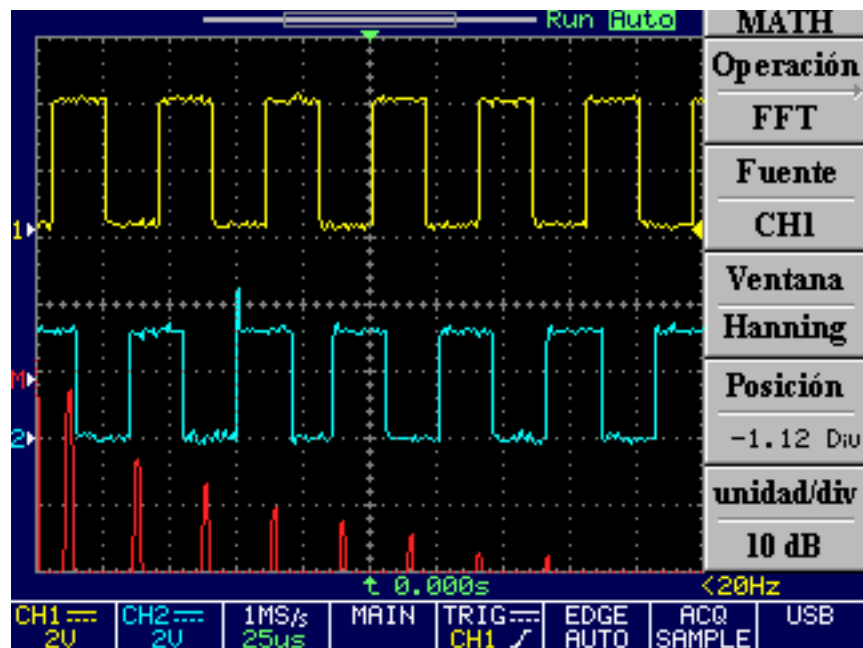 Run Auto
MATH
Operación
FFT
Fuente
CH1
Ventana
Hanning
Posición
-1.12 Div
unidad/div
10 dB
1
M
2
0.000s
<20Hz
CH1 2V
CH2 2V
1MS/s 25us
MAIN
TRIG CH1
EDGE AUTO
ACQ SAMPLE
USB